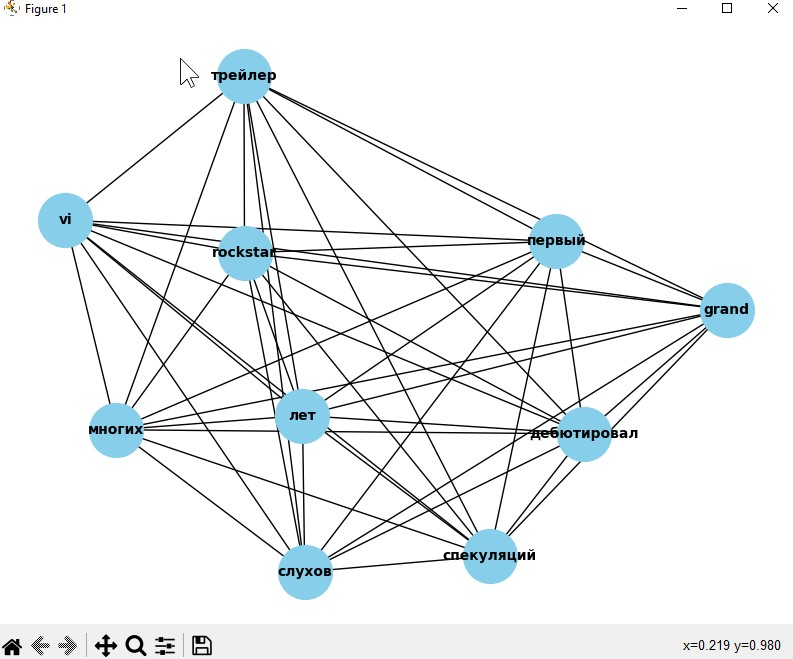 Figure 1
трейлер
vi
rockstar
первый
grand
многих
лет
дебютировал
спекуляций
слухов
x=0.219 y=0.980